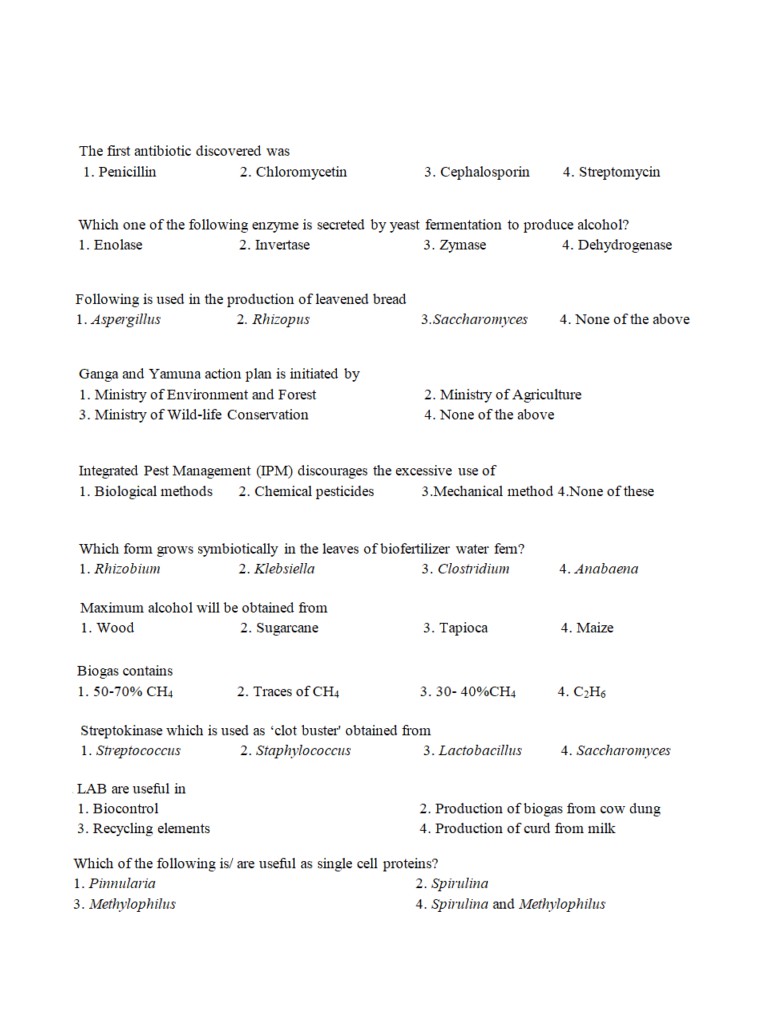 The first antibiotic discovered was
1. Penicillin 2. Chloromycetin 3. Cephalosporin 4. Streptomycin
Which one of the following enzyme is secreted by yeast fermentation to produce alcohol?
1. Enolase 2. Invertase 3. Zymase 4. Dehydrogenase
Following is used in the production of leavened bread
1. Aspergillus 2. Rhizopus 3.Saccharomyces 4. None of the above
Ganga and Yamuna action plan is initiated by
1. Ministry of Environment and Forest 2. Ministry of Agriculture
3. Ministry of Wild-life Conservation 4. None of the above
Integrated Pest Management (IPM) discourages the excessive use of
1. Biological methods 2. Chemical pesticides 3.Mechanical method 4.None of these
Which form grows symbiotically in the leaves of biofertilizer water fern?
1. Rhizobium 2. Klebsiella 3. Clostridium 4. Anabaena
Maximum alcohol will be obtained from
1. Wood 2. Sugarcane 3. Tapioca 4. Maize
Biogas contains
1. 50-70% CH₄ 2. Traces of CH₄ 3. 30- 40%CH₄ 4. C₂H₆
Streptokinase which is used as ‘clot buster' obtained from
1. Streptococcus 2. Staphylococcus 3. Lactobacillus 4. Saccharomyces
LAB are useful in
1. Biocontrol 2. Production of biogas from cow dung
3. Recycling elements 4. Production of curd from milk
Which of the following is/ are useful as single cell proteins?
1. Pinnularia 2. Spirulina
3. Methylophilus 4. Spirulina and Methylophilus